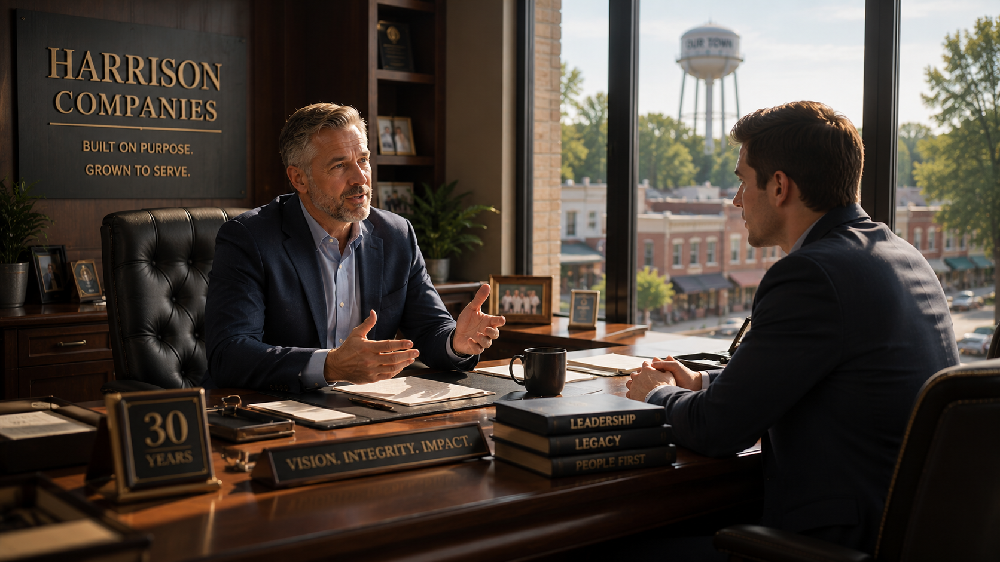 HARRISON
COMPANIES
BUILT ON PURPOSE.
GROWN TO SERVE.
OUR TOWN
30
YEARS
VISION. INTEGRITY. IMPACT.
LEADERSHIP
LEGACY
PEOPLE FIRST